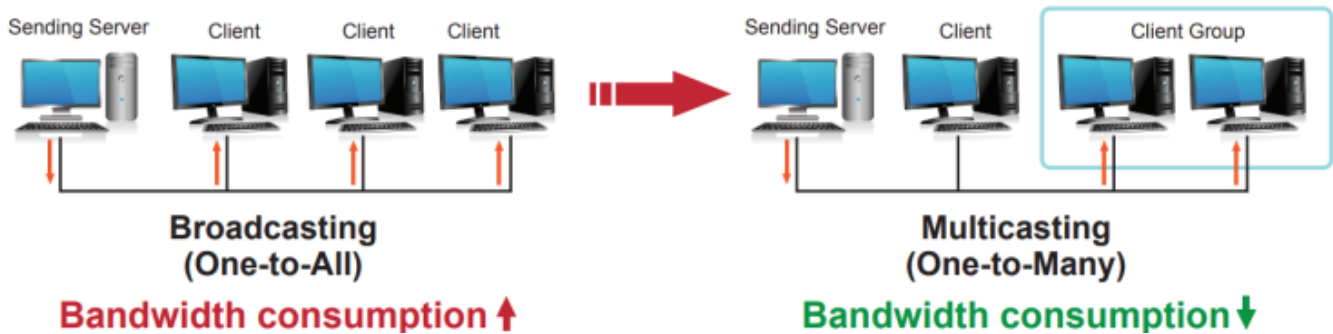 Sending Server
Client
Client
Client
Broadcasting
(One-to-All)
Bandwidth consumption
Sending Server
Client
Client Group
Multicasting
(One-to-Many)
Bandwidth consumption